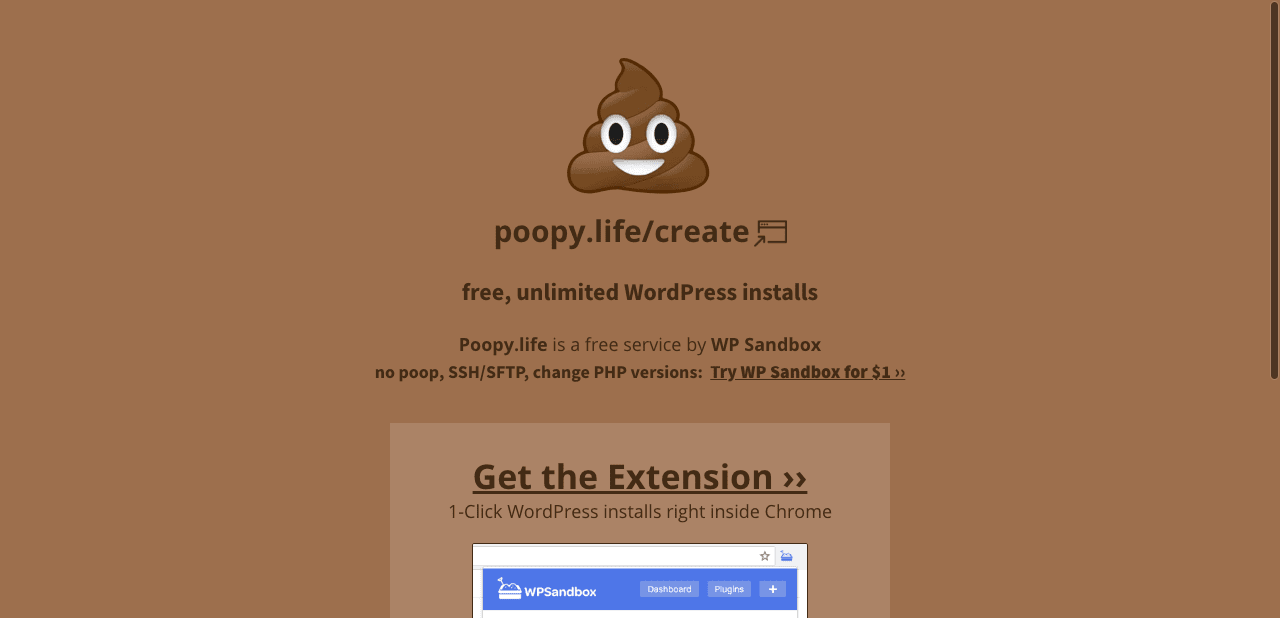 poopy.life/create
free, unlimited WordPress installs
Poopy.life is a free service by WP Sandbox
no poop, SSH/SFTP, change PHP versions: Try WP Sandbox for $1 ››
Get the Extension ››
1-Click WordPress installs right inside Chrome
WPSandbox Dashboard Plugins +